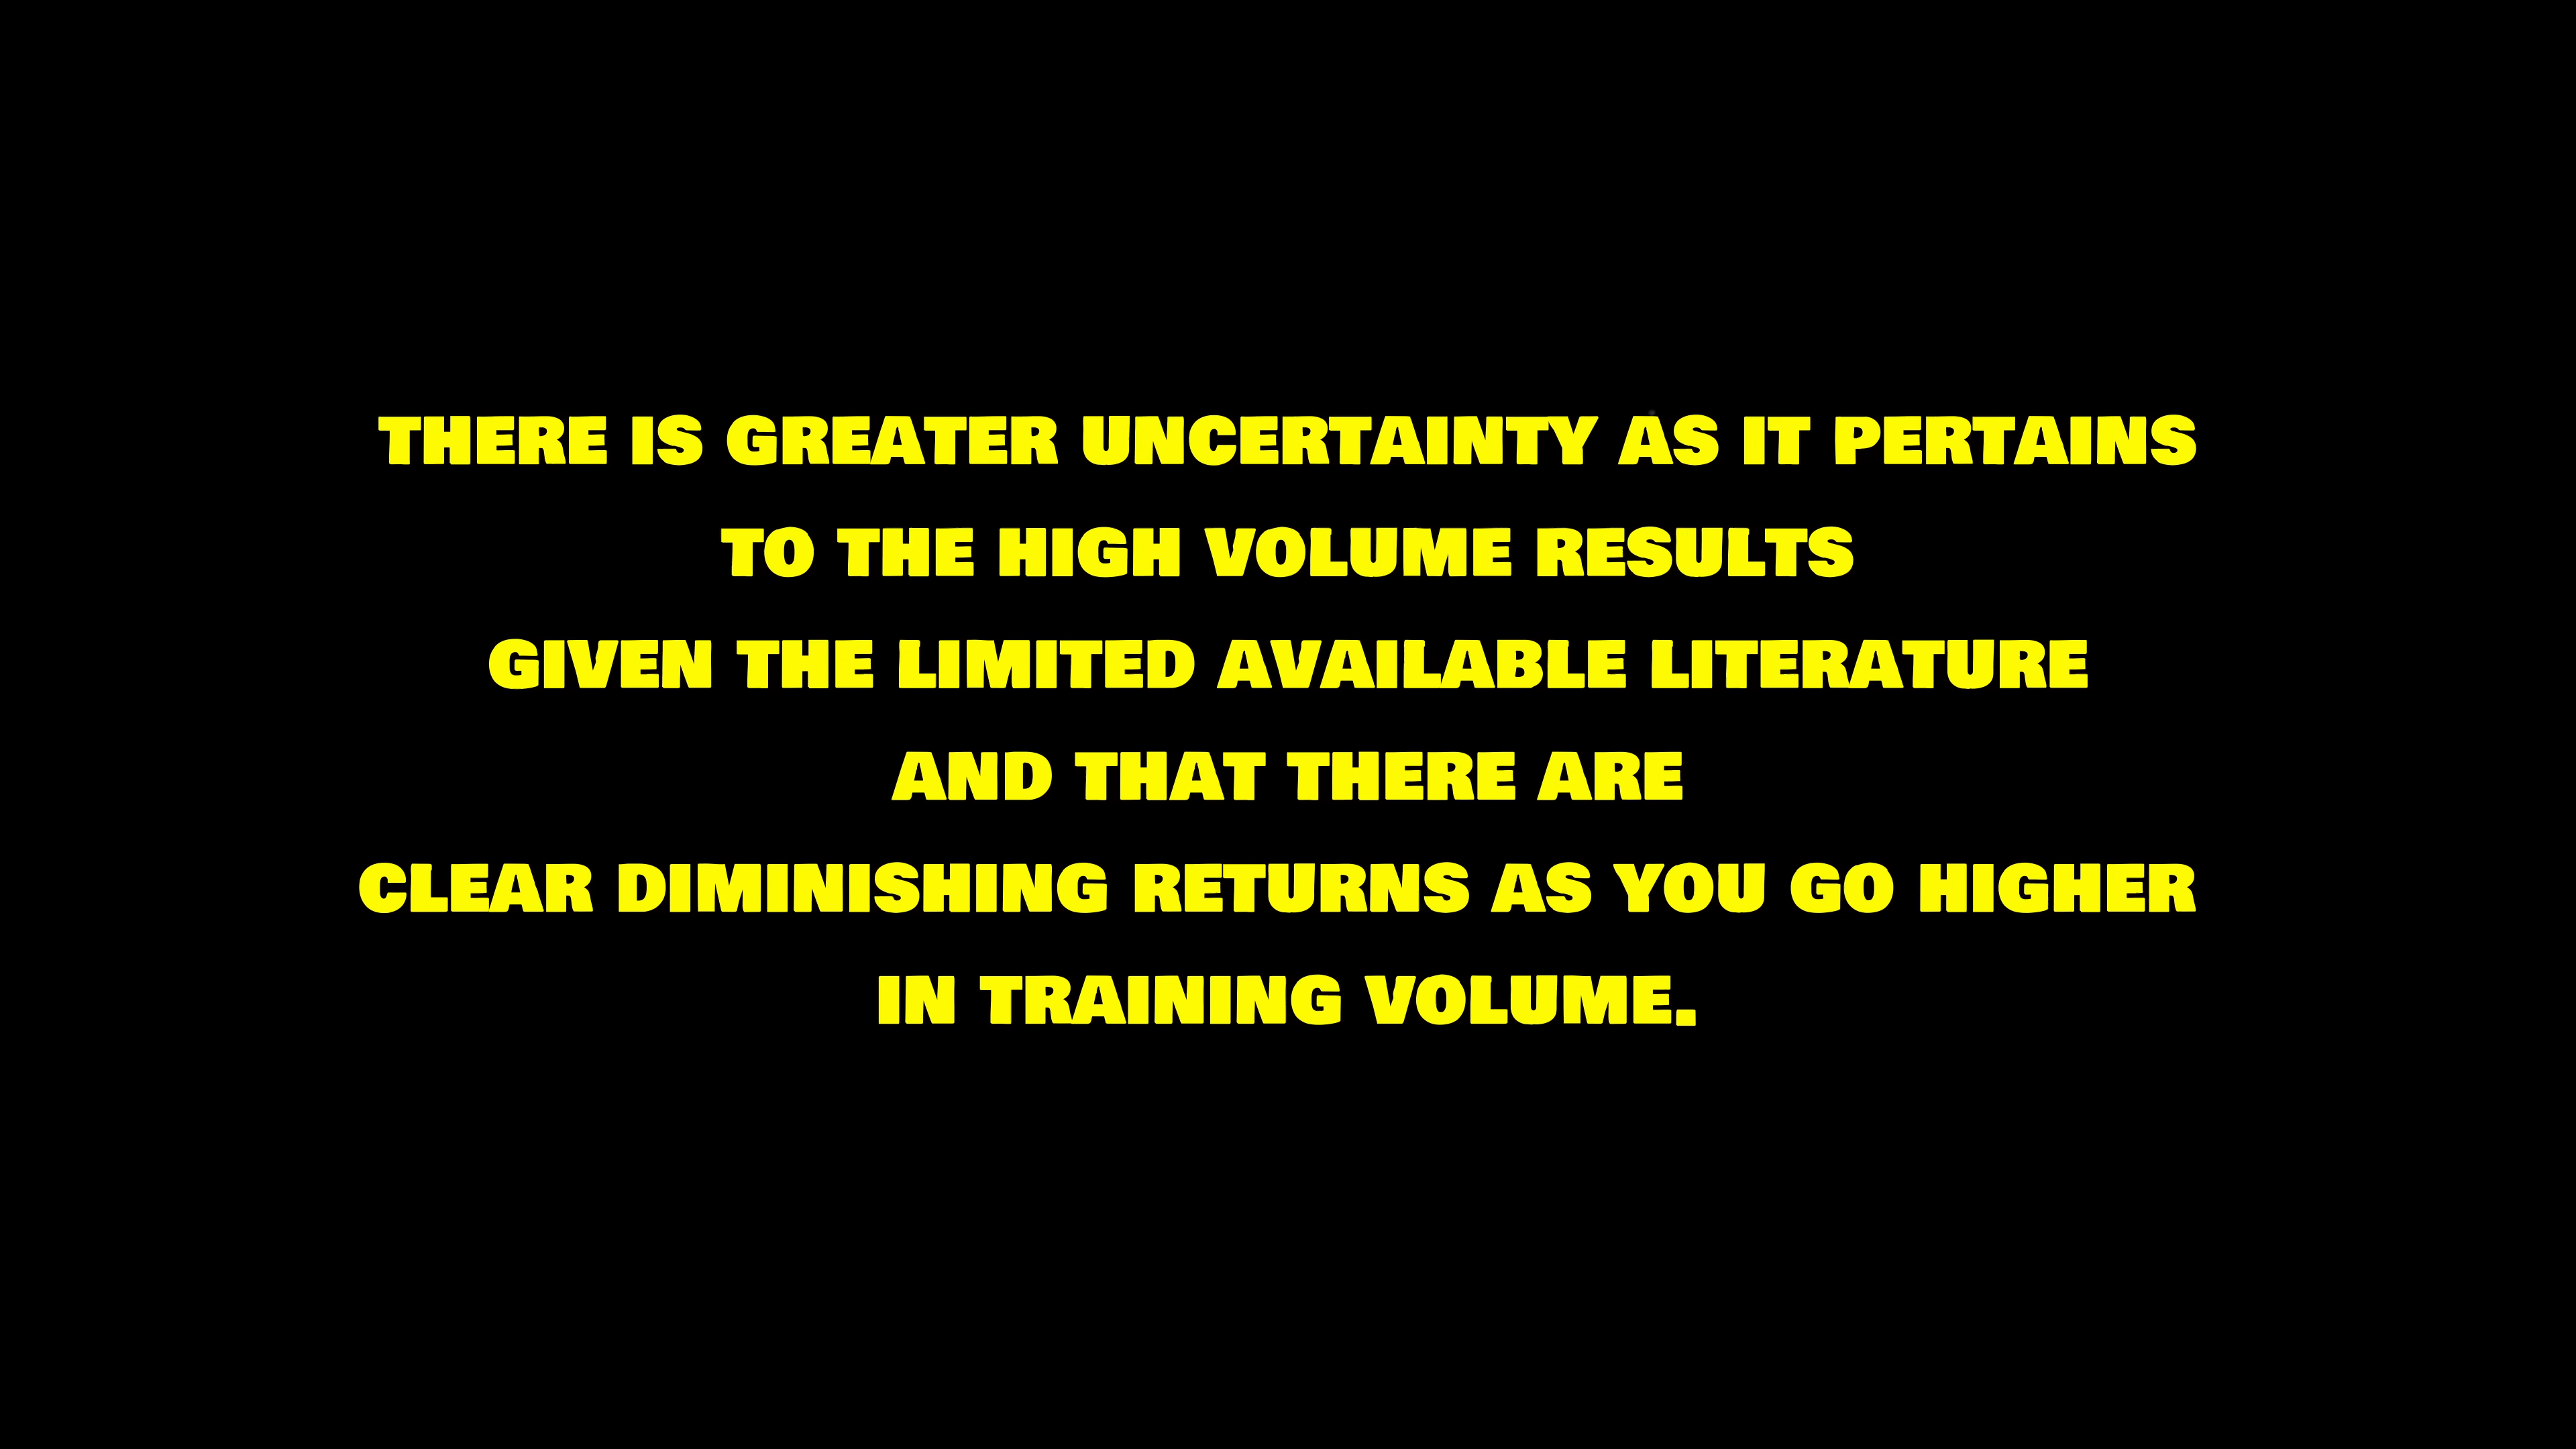 THERE IS GREATER UNCERTAINTY AS IT PERTAINS
TO THE HIGH VOLUME RESULTS
GIVEN THE LIMITED AVAILABLE LITERATURE
AND THAT THERE ARE
CLEAR DIMINISHING RETURNS AS YOU GO HIGHER
IN TRAINING VOLUME.